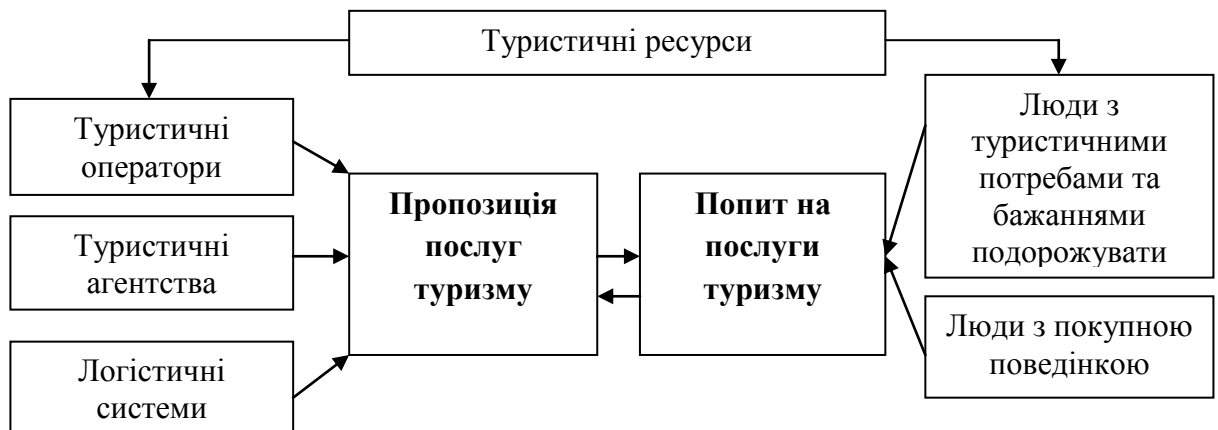 Туристичні ресурси
Туристичні
оператори
Туристичні
агентства
Логістичні
системи
Пропозиція
послуг
туризму
Попит на
послуги
туризму
Люди з
туристичними
потребами та
бажаннями
подорожувати
Люди з покупною
поведінкою